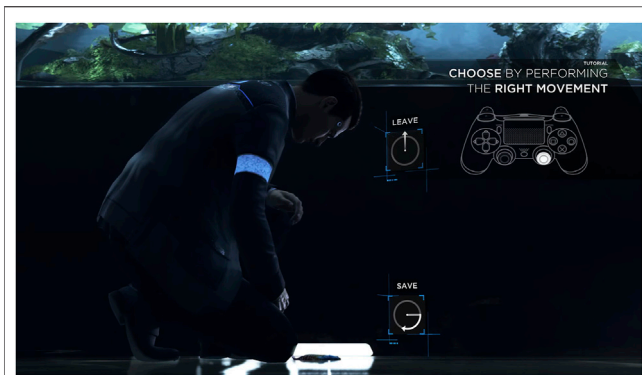 TUTORIAL
CHOOSE BY PERFORMING
THE RIGHT MOVEMENT
LEAVE
SAVE